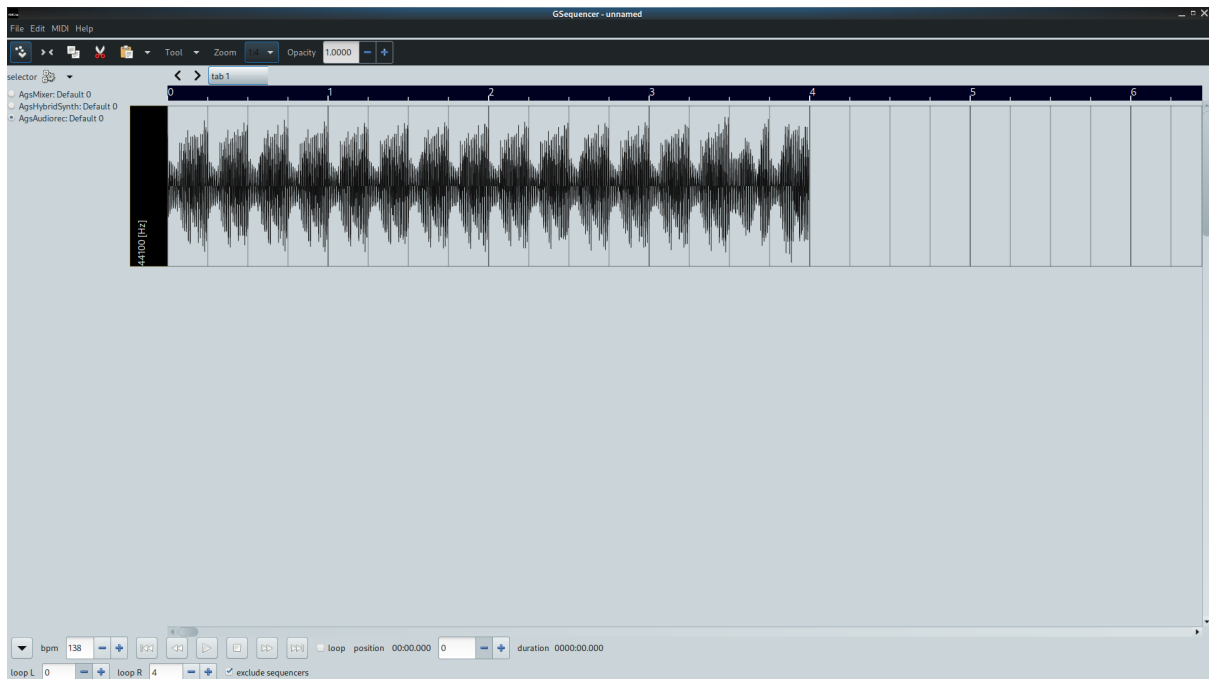 GSequencer - unnamed
File Edit MIDI Help
Tool Zoom 1:4 Opacity 1.0000
selector tab 1
AgsMixer: Default 0
AgsHybridSynth: Default 0
AgsAudiorec: Default 0
0 1 2 3 4 5 6
44100 [Hz]
bpm 138 loop position 00:00.000 0 duration 0000:00.000
loop L 0 loop R 4 exclude sequencers